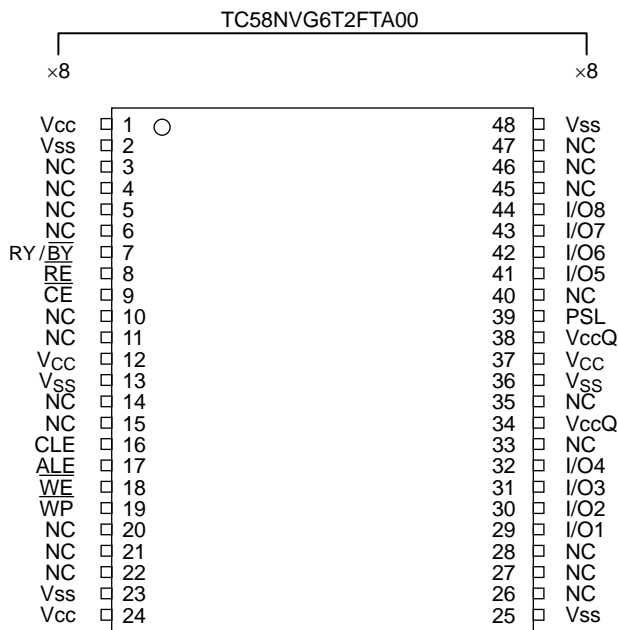 TC58NVG6T2FTA00
×8 ×8
Vcc 1 48 Vss
Vss 2 47 NC
NC 3 46 NC
NC 4 45 NC
NC 5 44 I/O8
NC 6 43 I/O7
RY/B̅Y̅ 7 42 I/O6
R̅E̅ 8 41 I/O5
C̅E̅ 9 40 NC
NC 10 39 PSL
NC 11 38 VccQ
VCC 12 37 VCC
VSS 13 36 VSS
NC 14 35 NC
NC 15 34 VccQ
CLE 16 33 NC
ALE 17 32 I/O4
W̅E̅ 18 31 I/O3
W̅P̅ 19 30 I/O2
NC 20 29 I/O1
NC 21 28 NC
NC 22 27 NC
Vss 23 26 NC
Vcc 24 25 Vss